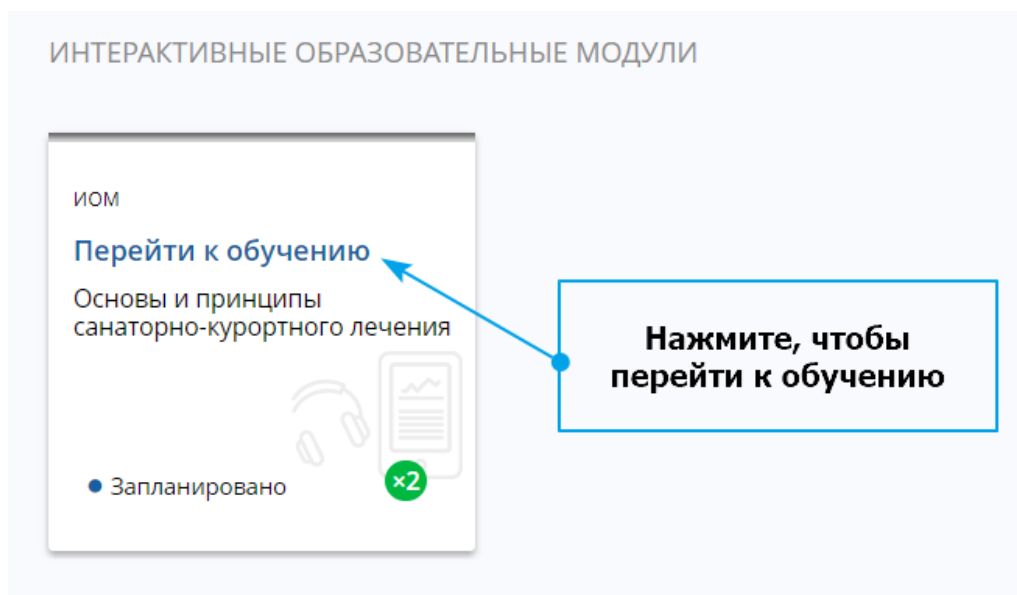 ИНТЕРАКТИВНЫЕ ОБРАЗОВАТЕЛЬНЫЕ МОДУЛИ
ИОМ
Перейти к обучению
Основы и принципы
санаторно-курортного лечения
Нажмите, чтобы
перейти к обучению
Запланировано
×2